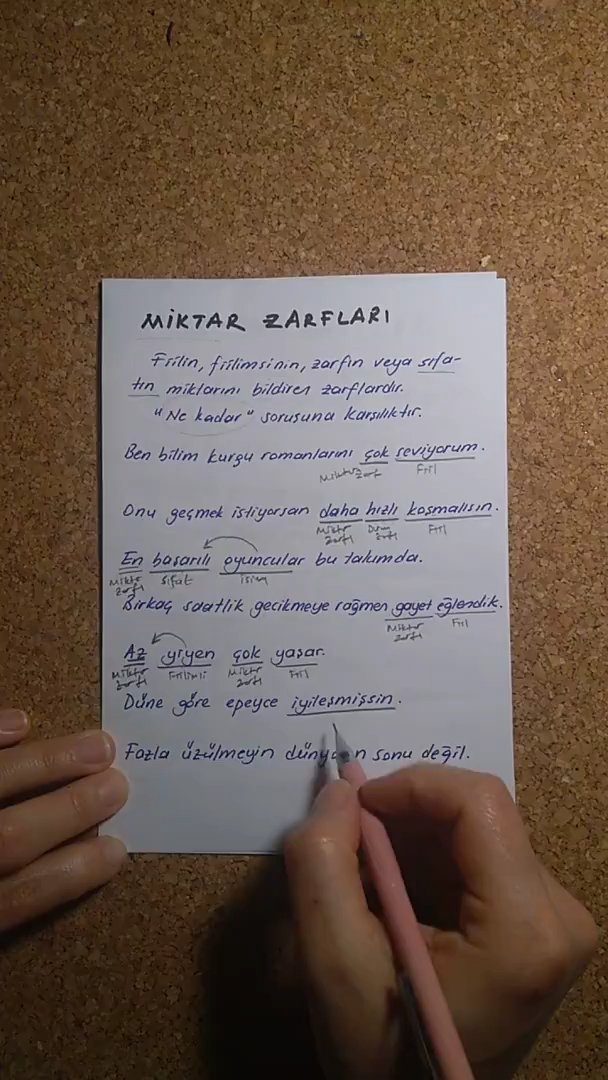 MİKTAR ZARFLARI
Fiilin, fiilimsinin, zarfın veya sıfa-
tın miktarını bildiren zarflardır.
"Ne kadar" sorusuna karşılıktır.
Ben bilim kurgu romanlarını çok seviyorum.
Miktar zarf Fiil
Onu geçmek istiyorsan daha hızlı koşmalısın.
Miktar Zarfı Durum Zarfı Fiil
En başarılı oyuncular bu takımda.
Miktar Zarfı Sıfat İsim
Birkaç saatlik gecikmeye rağmen gayet eğlendik.
Miktar Zarfı Fiil
Az yiyen çok yaşar.
Miktar Zarfı Fiilimsi Miktar Zarfı Fiil
Düne göre epeyce iyileşmişsin.
Fazla üzülmeyin dünyanın sonu değil.